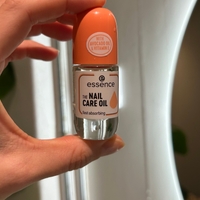 essence
THE NAIL
CARE OIL
fast absorbing